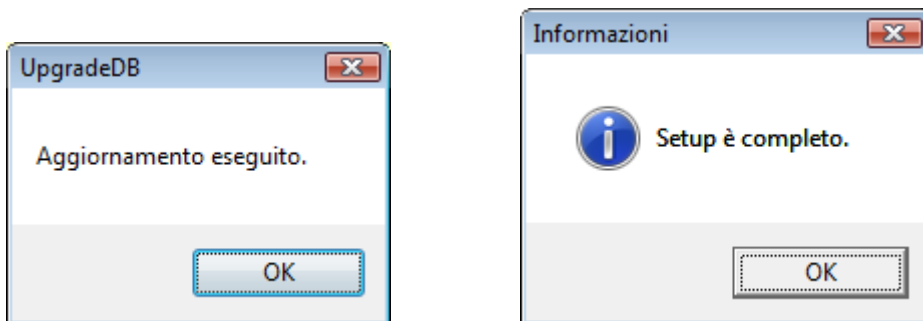 UpgradeDB
Aggiornamento eseguito.
OK
Informazioni
Setup è completo.
OK